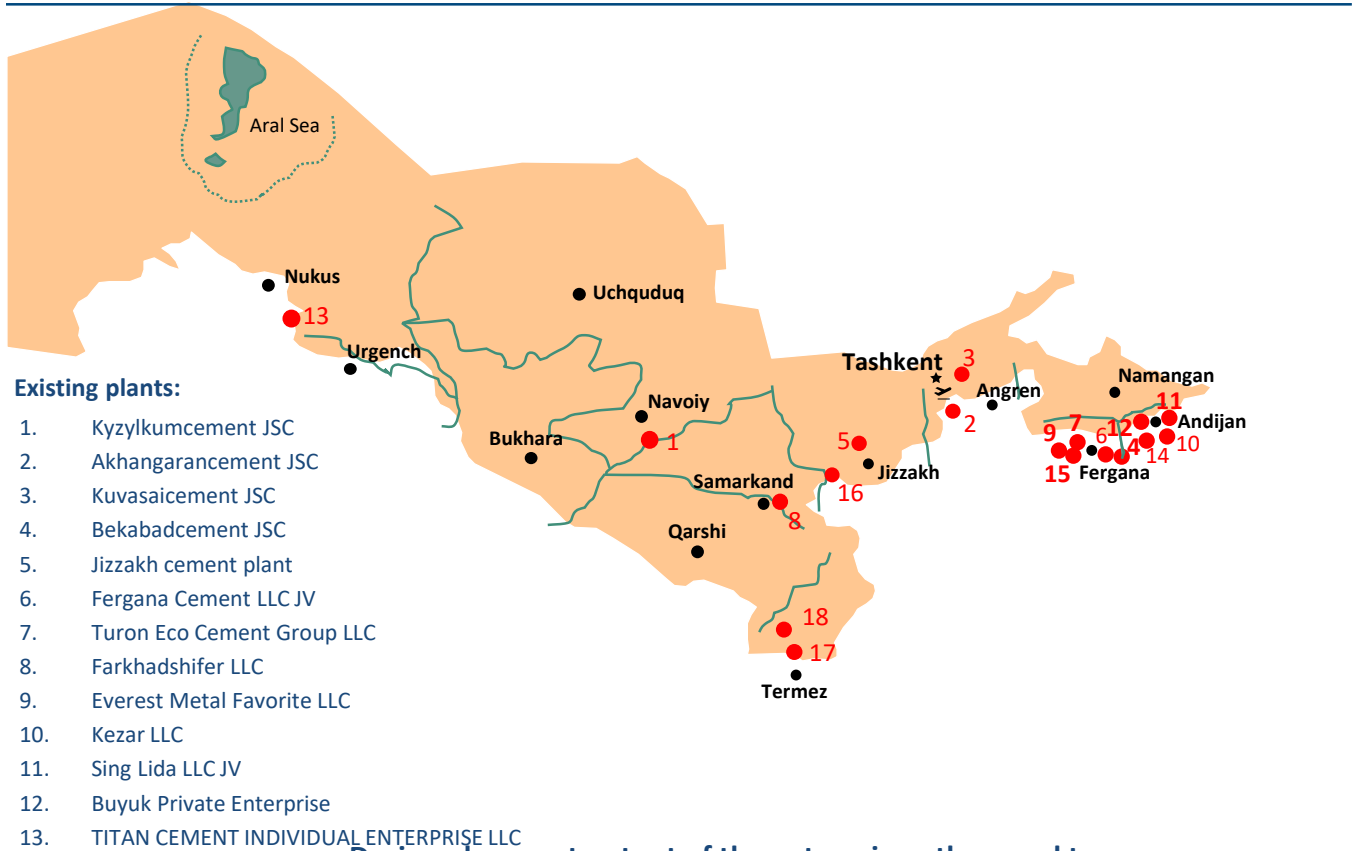 Aral Sea
Nukus
Uchquduq
13
Urgench
Tashkent
3
Existing plants:
Angren
Namangan
1. Kyzylkumcement JSC
Navoiy
2
11
2. Akhangarancement JSC
Bukhara
1
5
12
Andijan
9
7
6
4
14
10
3. Kuvasaicement JSC
Jizzakh
15
Fergana
4. Bekabadcement JSC
Samarkand
16
8
5. Jizzakh cement plant
Qarshi
6. Fergana Cement LLC JV
7. Turon Eco Cement Group LLC
18
8. Farkhadshifer LLC
17
9. Everest Metal Favorite LLC
Termez
10. Kezar LLC
11. Sing Lida LLC JV
12. Buyuk Private Enterprise
13. TITAN CEMENT INDIVIDUAL ENTERPRISE LLC